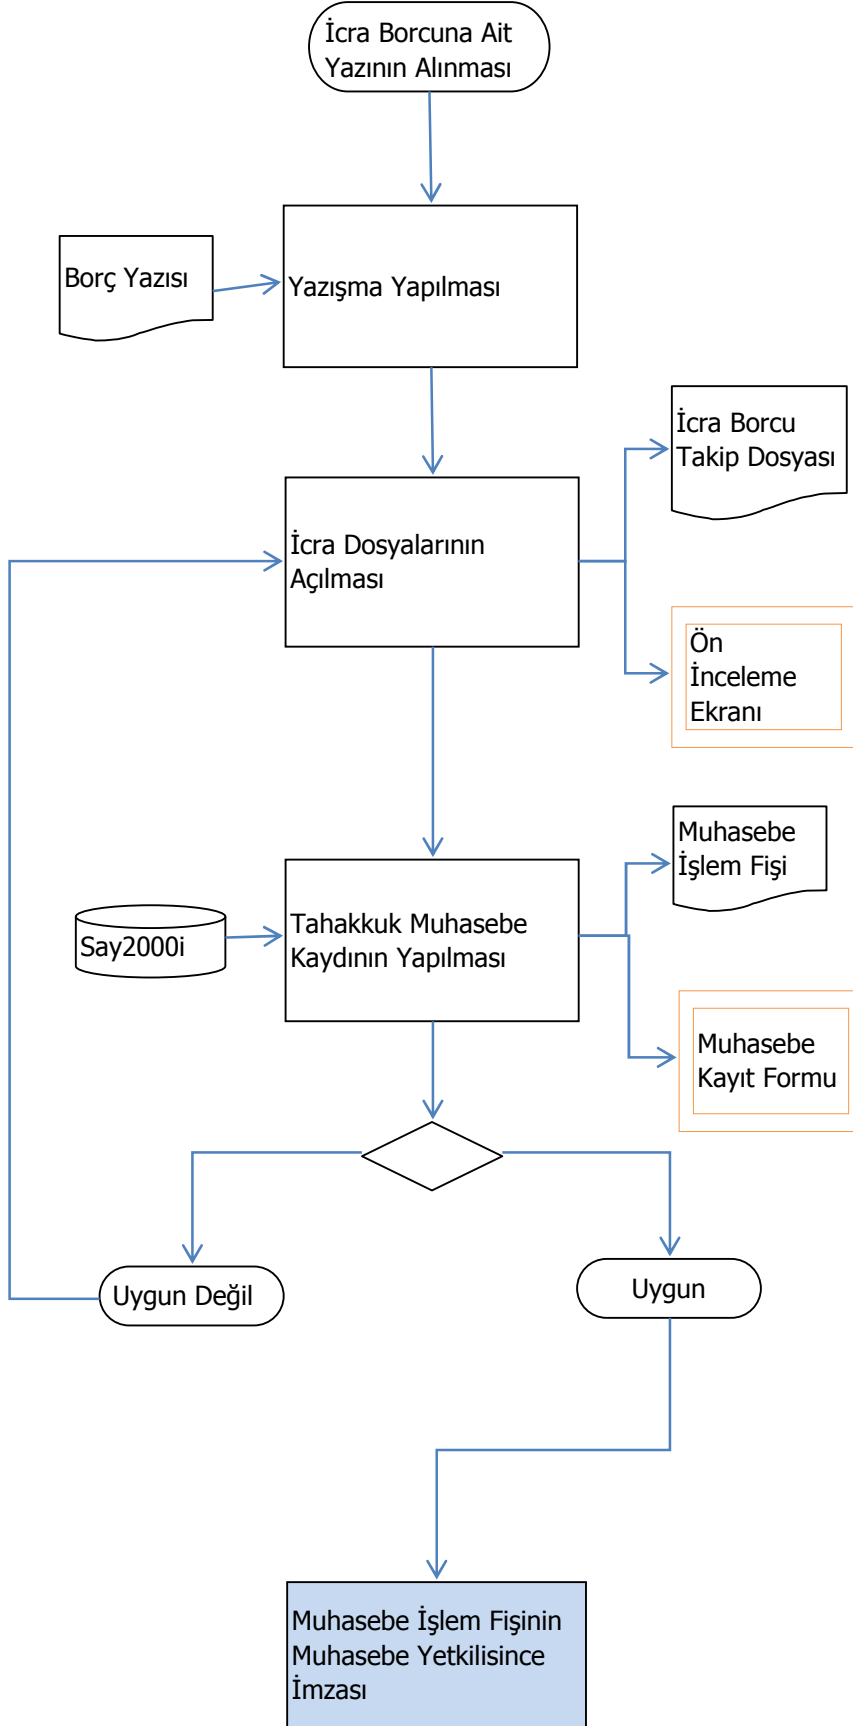 İcra Borcuna Ait
Yazının Alınması
Borç Yazısı
Yazışma Yapılması
İcra Borcu
Takip Dosyası
İcra Dosyalarının
Açılması
Ön
İnceleme
Ekranı
Muhasebe
İşlem Fişi
Say2000i
Tahakkuk Muhasebe
Kaydının Yapılması
Muhasebe
Kayıt Formu
Uygun Değil
Uygun
Muhasebe İşlem Fişinin
Muhasebe Yetkilisince
İmzası